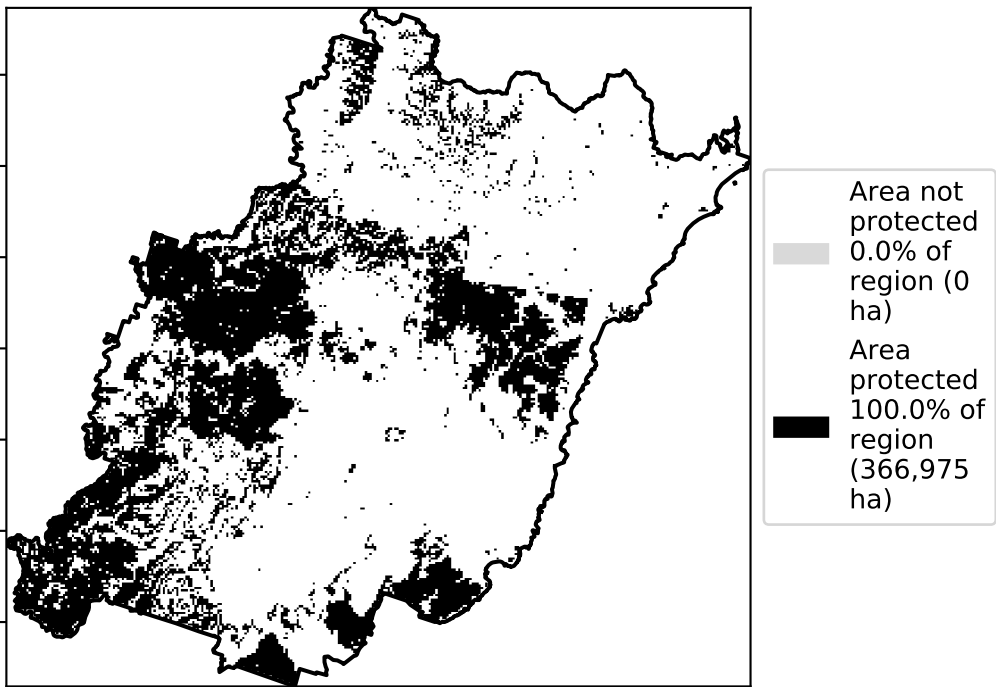 Area not
protected
0.0% of
region (0
ha)
Area
protected
100.0% of
region
(366,975
ha)